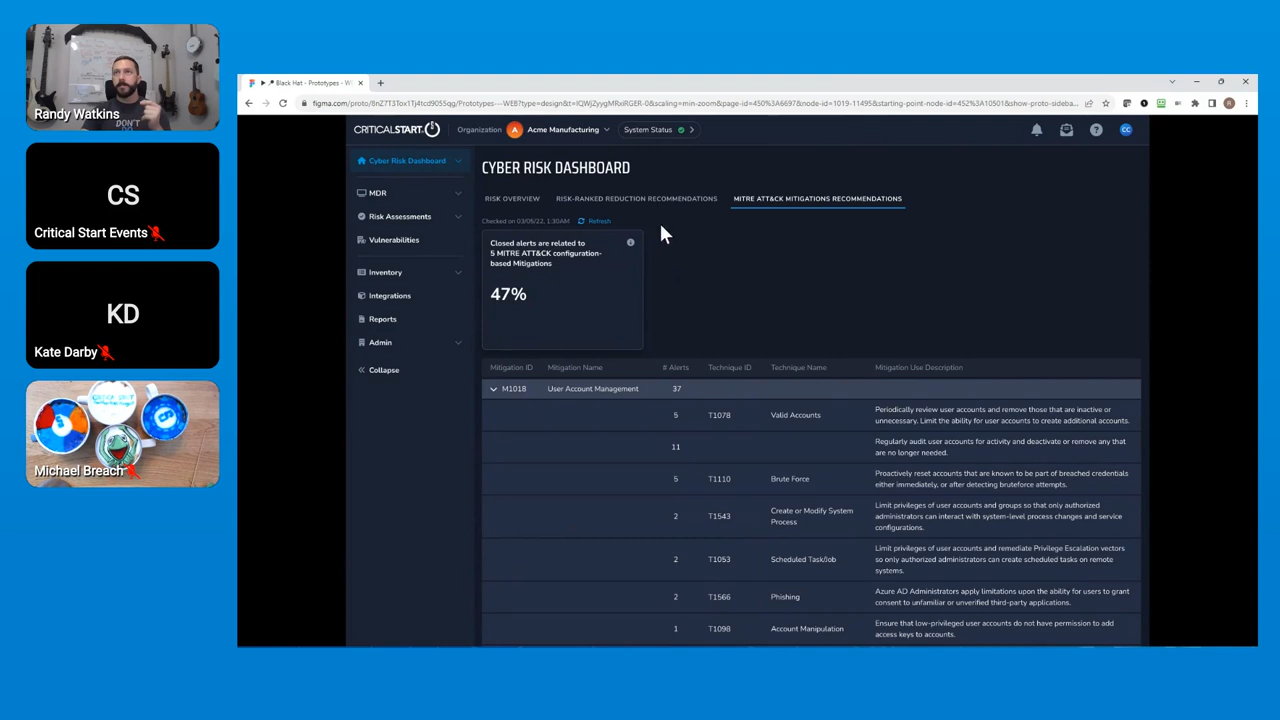 Randy Watkins
CS
Critical Start Events
KD
Kate Darby
Michael Breach
Black Hat - Prototypes - W
CRITICALSTART
Organization
A
Acme Manufacturing
System Status
CC
Cyber Risk Dashboard
MDR
Risk Assessments
Vulnerabilities
Inventory
Integrations
Reports
Admin
Collapse
CYBER RISK DASHBOARD
RISK OVERVIEW
RISK-RANKED REDUCTION RECOMMENDATIONS
MITRE ATT&CK MITIGATIONS RECOMMENDATIONS
Checked on 03/05/22, 1:30AM
Refresh
Closed alerts are related to
5 MITRE ATT&CK configuration-
based Mitigations
47%
Mitigation ID Mitigation Name # Alerts Technique ID Technique Name Mitigation Use Description
M1018 User Account Management 37
5 T1078 Valid Accounts
Periodically review user accounts and remove those that are inactive or
unnecessary. Limit the ability for user accounts to create additional accounts.
11
Regularly audit user accounts for activity and deactivate or remove any that
are no longer needed.
5 T1110 Brute Force
Proactively reset accounts that are known to be part of breached credentials
either immediately, or after detecting bruteforce attempts.
2 T1543
Create or Modify System
Process
Limit privileges of user accounts and groups so that only authorized
administrators can interact with system-level process changes and service
configurations.
2 T1053 Scheduled Task/Job
Limit privileges of user accounts and remediate Privilege Escalation vectors
so only authorized administrators can create scheduled tasks on remote
systems.
2 T1566 Phishing
Azure AD Administrators apply limitations upon the ability for users to grant
consent to unfamiliar or unverified third-party applications.
1 T1098 Account Manipulation
Ensure that low-privileged user accounts do not have permission to add
access keys to accounts.